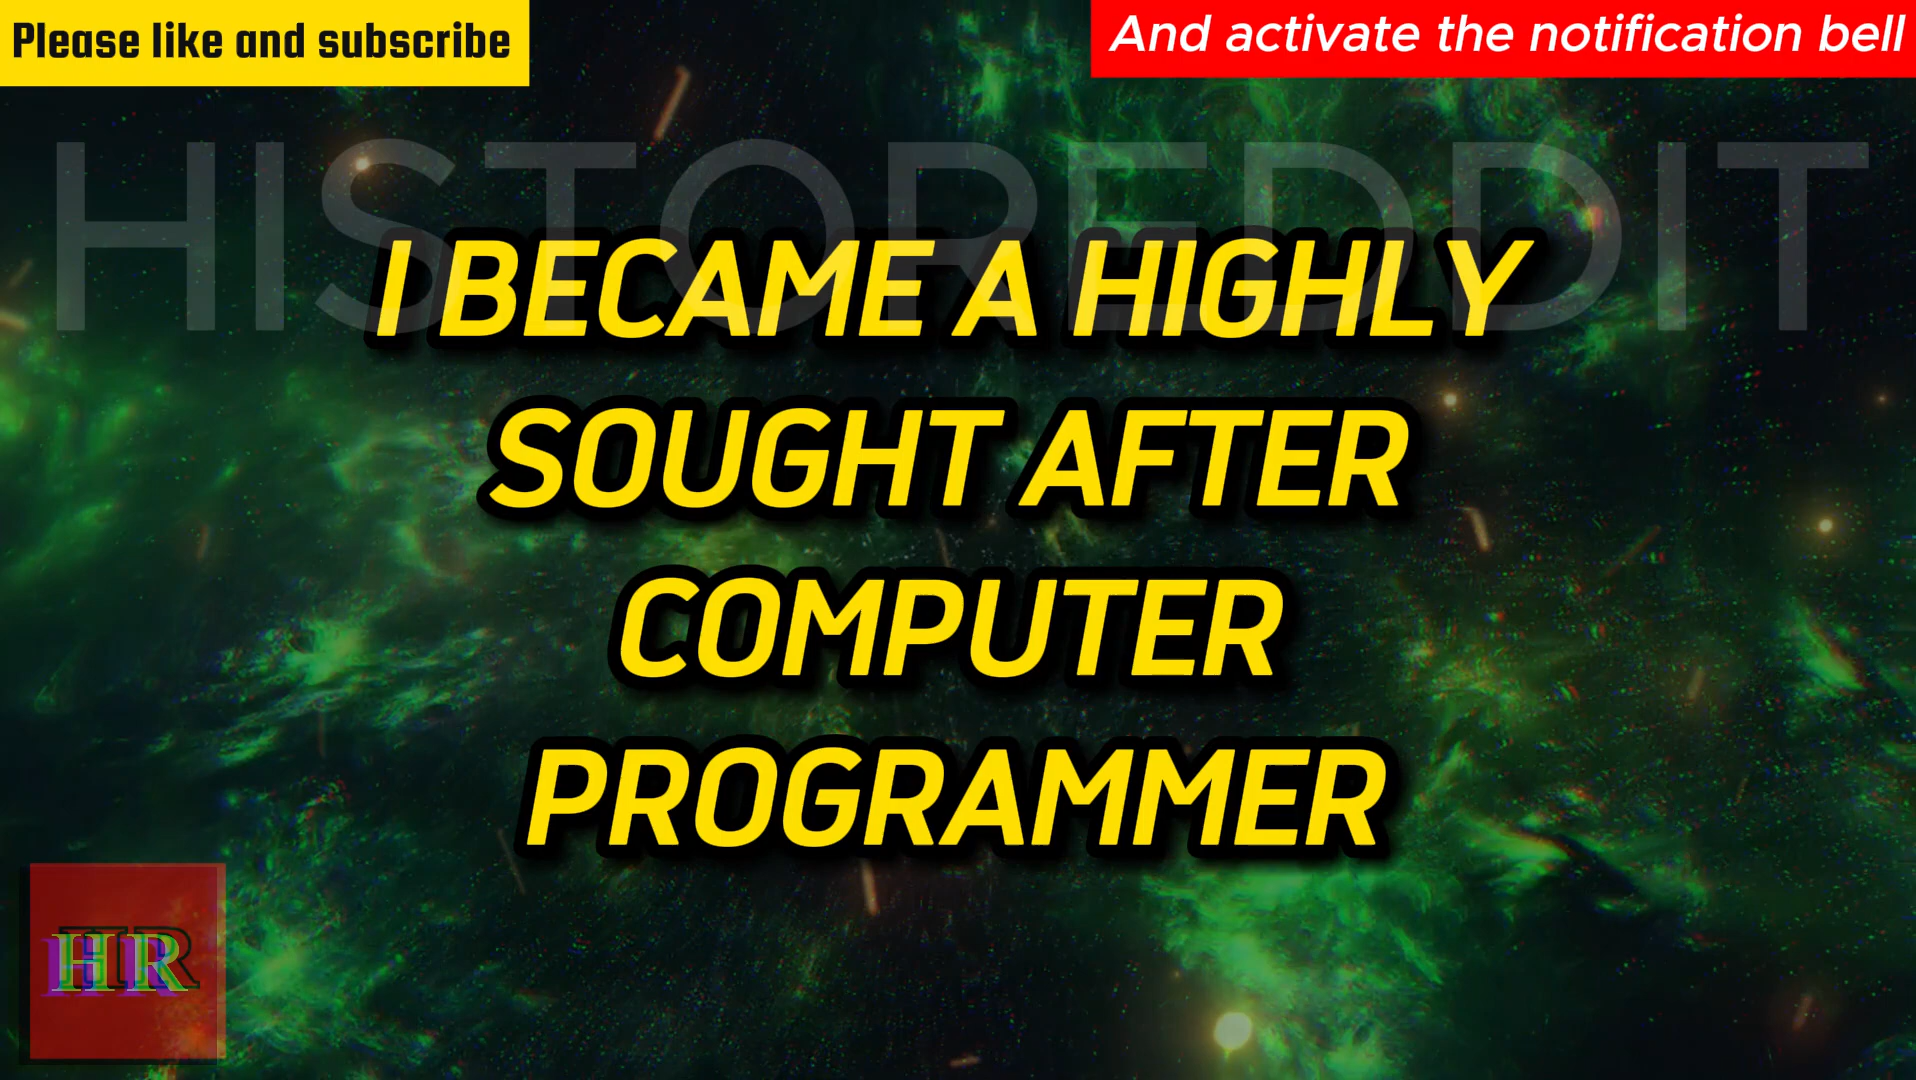 Please like and subscribe
And activate the notification bell
HISTOREDDIT
I BECAME A HIGHLY
SOUGHT AFTER
COMPUTER
PROGRAMMER
HR